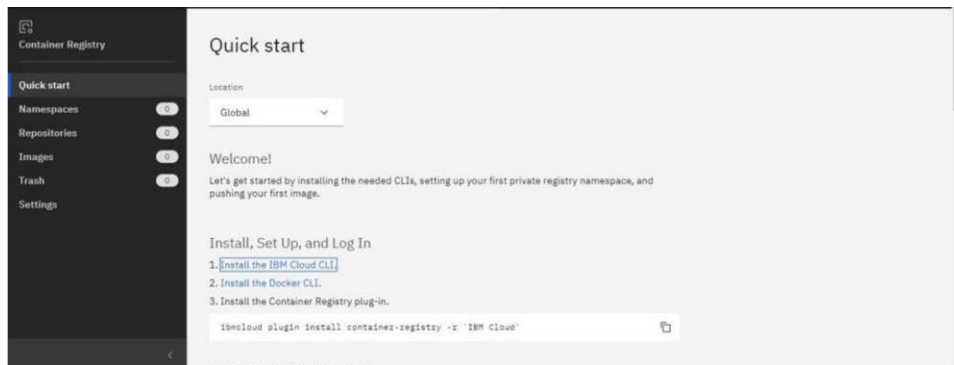 Container Registry
Quick start
Namespaces 0
Repositories 0
Images 0
Trash 0
Settings
Quick start
Location
Global
Welcome!
Let's get started by installing the needed CLIs, setting up your first private registry namespace, and
pushing your first image.
Install, Set Up, and Log In
1. Install the IBM Cloud CLI.
2. Install the Docker CLI.
3. Install the Container Registry plug-in.
ibmcloud plugin install container-registry -r 'IBM Cloud'